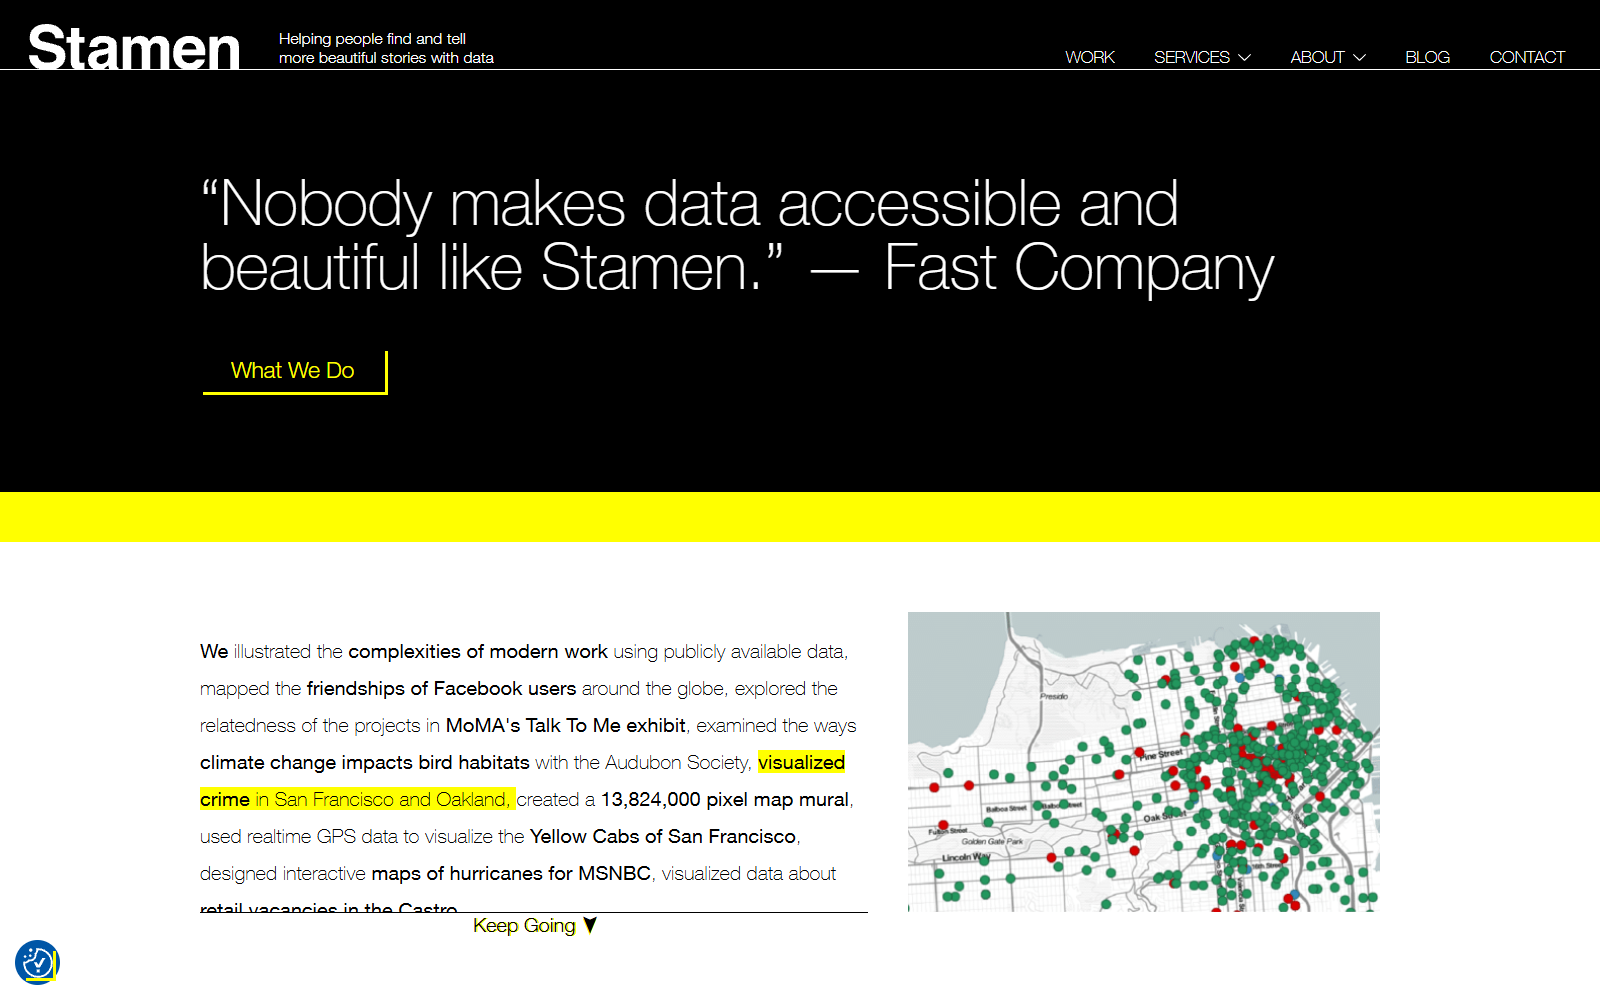 Stamen
Helping people find and tell
more beautiful stories with data
WORK
SERVICES
ABOUT
BLOG
CONTACT
“Nobody makes data accessible and
beautiful like Stamen.” — Fast Company
What We Do
We illustrated the complexities of modern work using publicly available data,
mapped the friendships of Facebook users around the globe, explored the
relatedness of the projects in MoMA's Talk To Me exhibit, examined the ways
climate change impacts bird habitats with the Audubon Society, visualized
crime in San Francisco and Oakland, created a 13,824,000 pixel map mural,
used realtime GPS data to visualize the Yellow Cabs of San Francisco,
designed interactive maps of hurricanes for MSNBC, visualized data about
retail vacancies in the Castro
Keep Going
Presidio
Pine Street
Balboa Street
Balboa Street
Oak Street
Fulton Street
Golden Gate Park
Lincoln Way